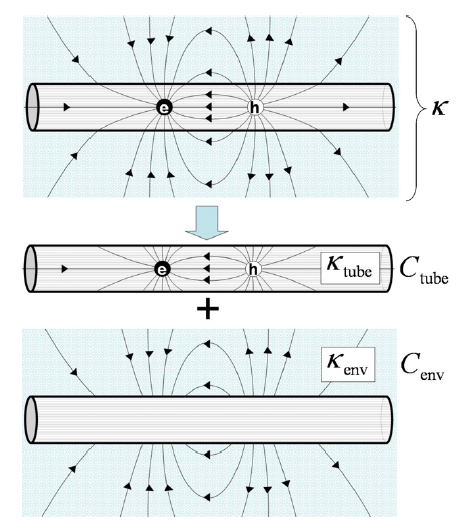 e h
κ
e h κtube Ctube
+
κenv Cenv